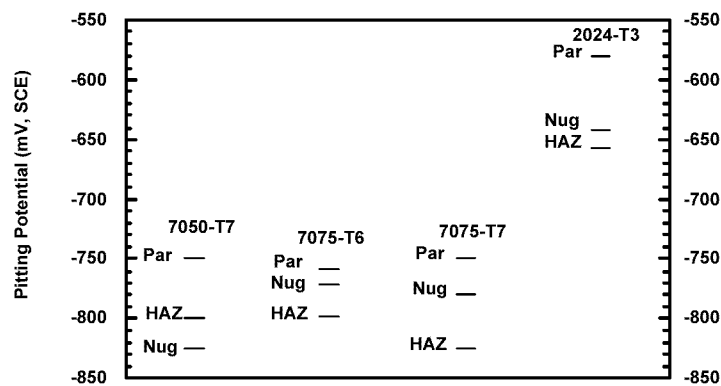 -550 -550
2024-T3
Par
-600 -600
Nug
-650 HAZ -650
Pitting Potential (mV, SCE)
-700 -700
7050-T7 7075-T6 7075-T7
-750 Par Par Par -750
Nug Nug
-800 HAZ HAZ -800
Nug HAZ
-850 -850